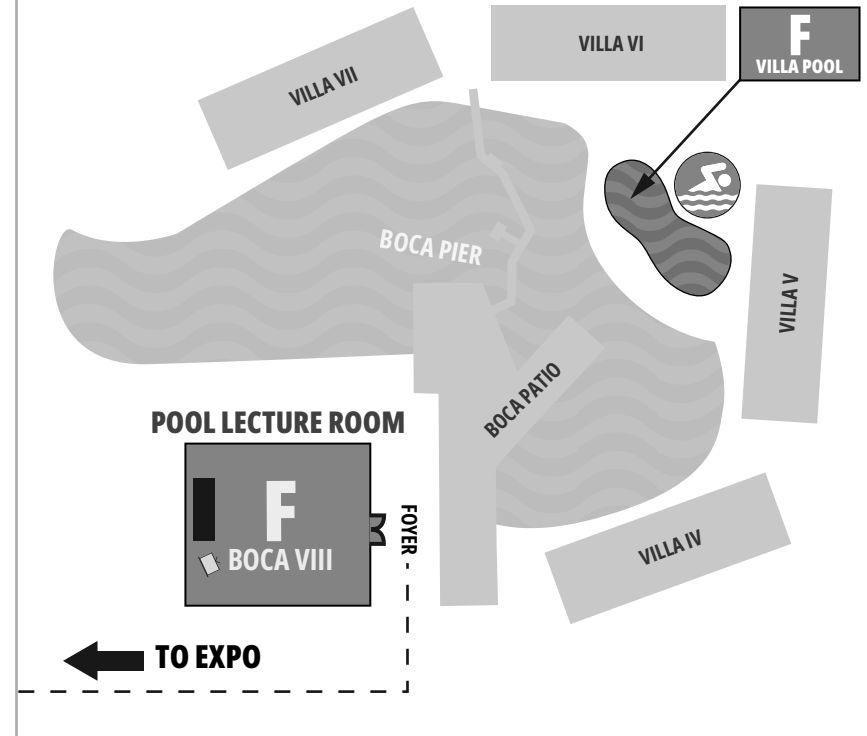 VILLA VI
F
VILLA POOL
VILLA VII
BOCA PIER
VILLA V
BOCA PATIO
POOL LECTURE ROOM
F
BOCA VIII
FOYER
VILLA IV
TO EXPO